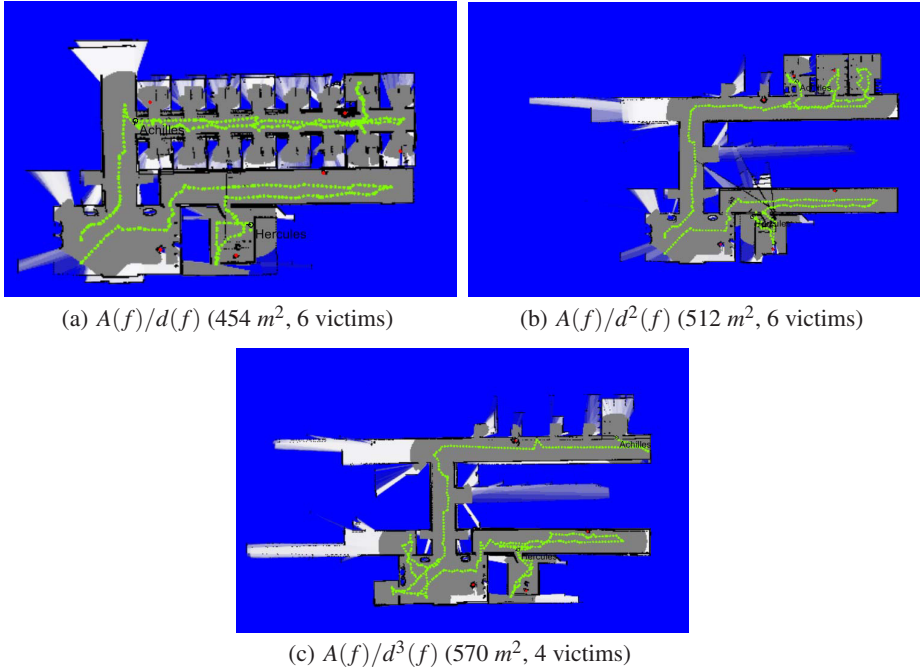 Achilles
Hercules
Achilles
Hercules
(a) A(f)/d(f) (454 m², 6 victims)
(b) A(f)/d²(f) (512 m², 6 victims)
Achilles
Hercules
(c) A(f)/d³(f) (570 m², 4 victims)